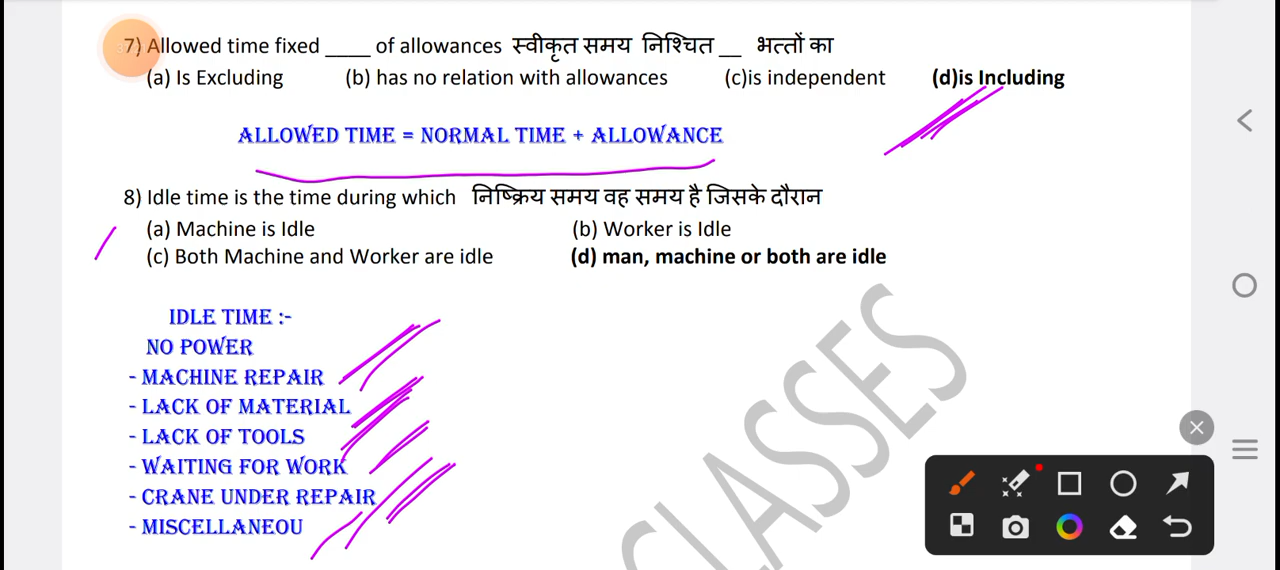 7) Allowed time fixed ____ of allowances स्वीकृत समय निश्चित __ भत्तों का
(a) Is Excluding (b) has no relation with allowances (c)is independent (d)is Including
ALLOWED TIME = NORMAL TIME + ALLOWANCE
8) Idle time is the time during which निष्क्रिय समय वह समय है जिसके दौरान
(a) Machine is Idle (b) Worker is Idle
(c) Both Machine and Worker are idle (d) man, machine or both are idle
IDLE TIME :-
NO POWER
- MACHINE REPAIR
- LACK OF MATERIAL
- LACK OF TOOLS
- WAITING FOR WORK
- CRANE UNDER REPAIR
- MISCELLANEOU
CLASSES